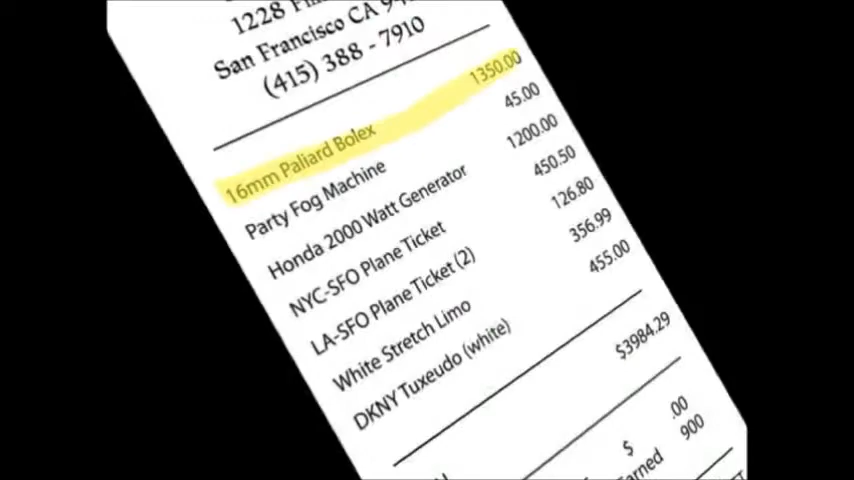 1228
San Francisco CA
(415) 388 - 7910
16mm Paliard Bolex 1350.00
Party Fog Machine 45.00
Honda 2000 Watt Generator 1200.00
NYC-SFO Plane Ticket 450.50
LA-SFO Plane Ticket (2) 126.80
White Stretch Limo 356.99
DKNY Tuxeudo (white) 455.00
$3984.29
$ .00
900